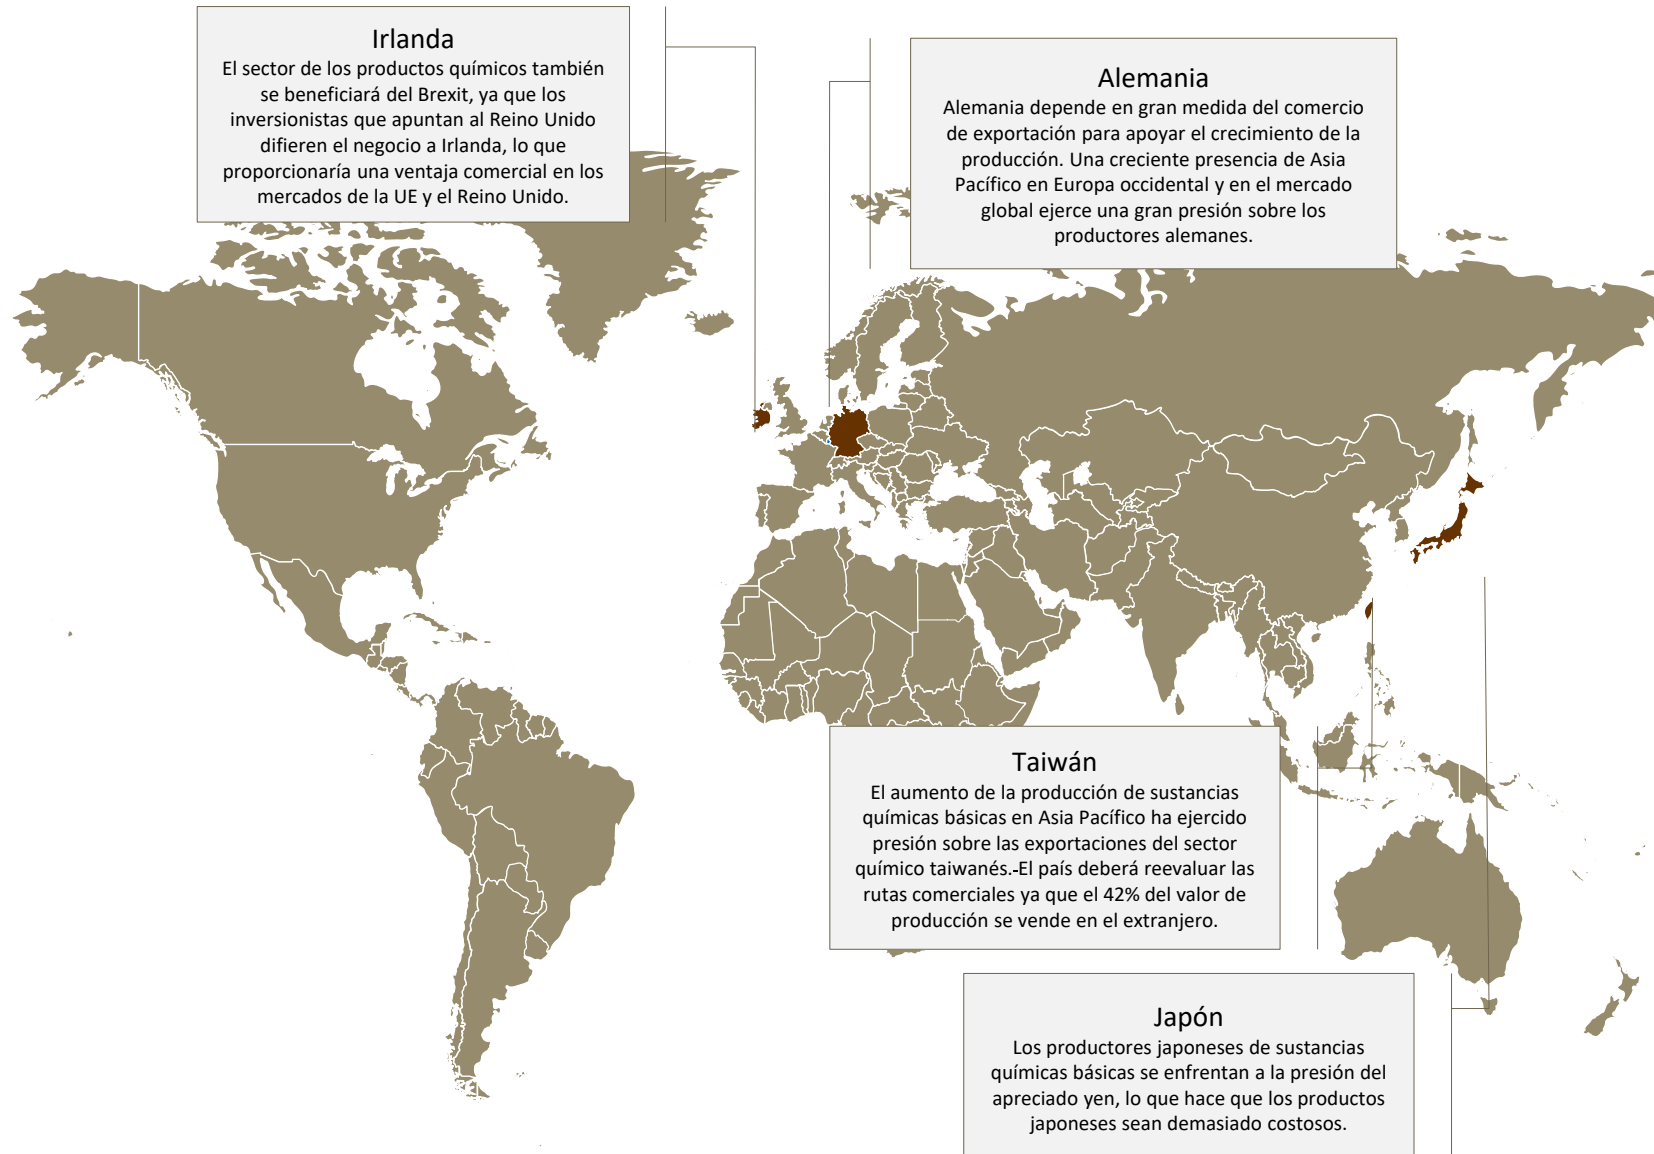 Irlanda
El sector de los productos químicos también
se beneficiará del Brexit, ya que los
inversionistas que apuntan al Reino Unido
difieren el negocio a Irlanda, lo que
proporcionaría una ventaja comercial en los
mercados de la UE y el Reino Unido.
Alemania
Alemania depende en gran medida del comercio
de exportación para apoyar el crecimiento de la
producción. Una creciente presencia de Asia
Pacífico en Europa occidental y en el mercado
global ejerce una gran presión sobre los
productores alemanes.
Taiwán
El aumento de la producción de sustancias
químicas básicas en Asia Pacífico ha ejercido
presión sobre las exportaciones del sector
químico taiwanés.-El país deberá reevaluar las
rutas comerciales ya que el 42% del valor de
producción se vende en el extranjero.
Japón
Los productores japoneses de sustancias
químicas básicas se enfrentan a la presión del
apreciado yen, lo que hace que los productos
japoneses sean demasiado costosos.